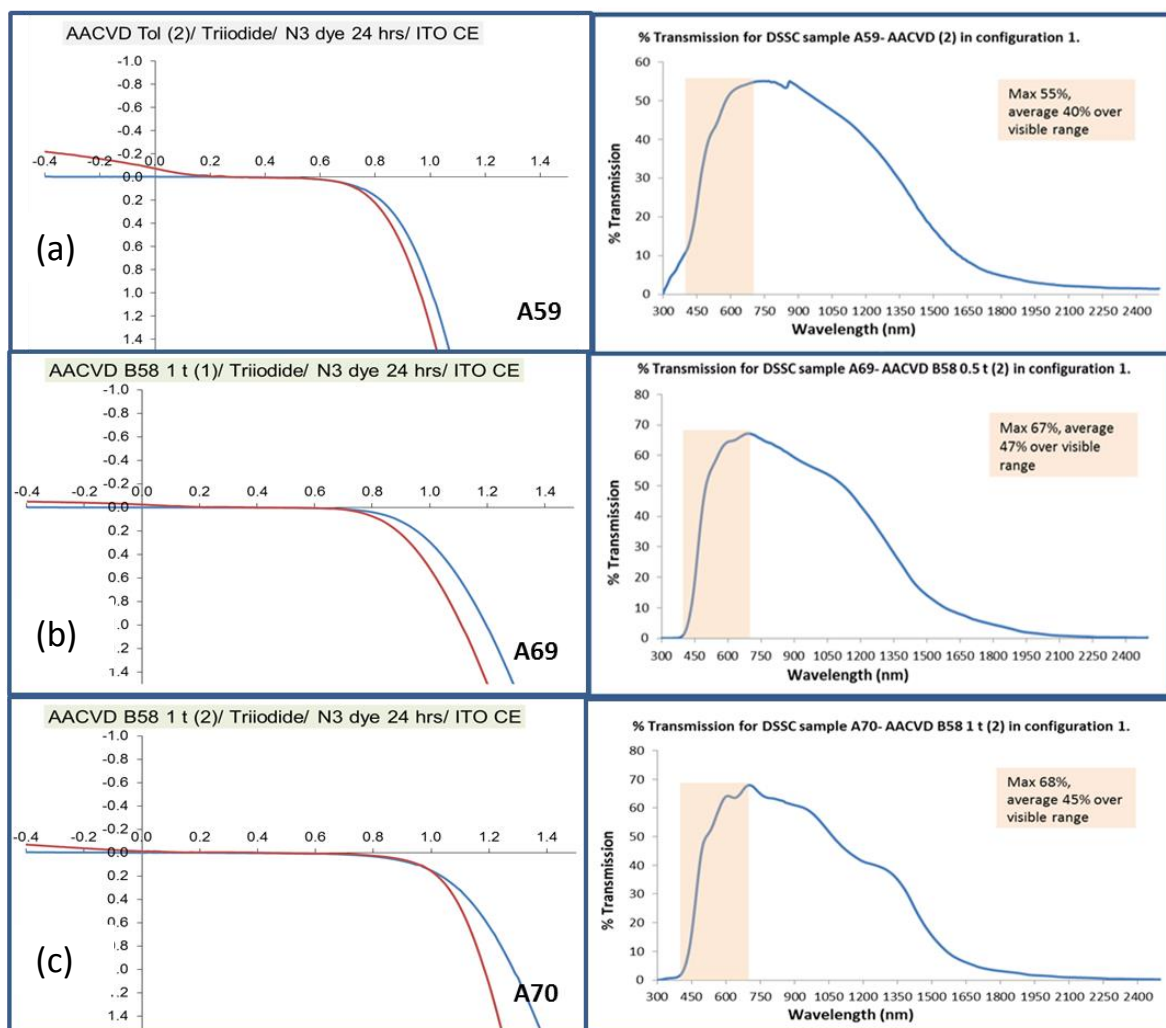 AACVD Tol (2)/ Triiodide/ N3 dye 24 hrs/ ITO CE
-1.0
-0.8
-0.6
-0.4
-0.2
-0.4 -0.2 0.0 0.2 0.4 0.6 0.8 1.0 1.2 1.4
0.0
0.2
0.4
0.6
0.8
1.0
1.2
1.4
(a)
A59
% Transmission for DSSC sample A59- AACVD (2) in configuration 1.
60
50
40
30
20
10
0
% Transmission
Max 55%,
average 40% over
visible range
300 450 600 750 900 1050 1200 1350 1500 1650 1800 1950 2100 2250 2400
Wavelength (nm)
AACVD B58 1 t (1)/ Triiodide/ N3 dye 24 hrs/ ITO CE
-1.0
-0.8
-0.6
-0.4
-0.2
-0.4 -0.2 0.0 0.2 0.4 0.6 0.8 1.0 1.2 1.4
0.0
0.2
0.4
0.6
0.8
.0
.2
1.4
(b)
A69
% Transmission for DSSC sample A69- AACVD B58 0.5 t (2) in configuration 1.
80
70
60
50
40
30
20
10
0
% Transmission
Max 67%, average
47% over visible
range
300 450 600 750 900 1050 1200 1350 1500 1650 1800 1950 2100 2250 2400
Wavelength (nm)
AACVD B58 1 t (2)/ Triiodide/ N3 dye 24 hrs/ ITO CE
-1.0
-0.8
-0.6
-0.4
-0.2
-0.4 -0.2 0.0 0.2 0.4 0.6 0.8 1.0 1.2 1.4
0.0
0.2
0.4
0.6
.8
.0
.2
1.4
(c)
A70
% Transmission for DSSC sample A70- AACVD B58 1 t (2) in configuration 1.
80
70
60
50
40
30
20
10
0
% Transmission
Max 68%,
average 45% over
visible range
300 450 600 750 900 1050 1200 1350 1500 1650 1800 1950 2100 2250 2400
Wavelength (nm)